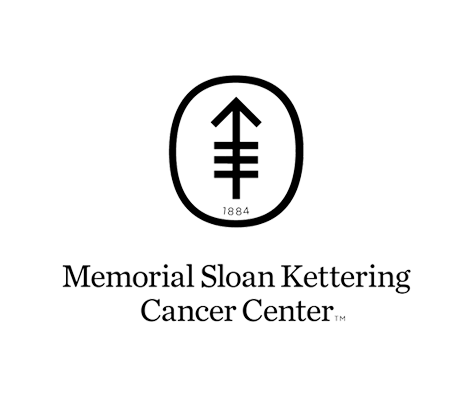 1884
Memorial Sloan Kettering
Cancer Center™